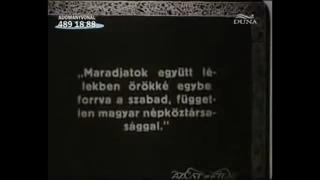 ADOMÁNYVONAL
489 18 88
DUNA
„Maradjatok együtt lé-
lekben örökké egybe
forrva a szabad, függet-
len magyar népköztársa-
sággal."